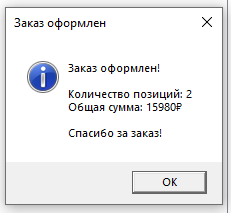 Заказ оформлен
Заказ оформлен!
Количество позиций: 2
Общая сумма: 15980₽
Спасибо за заказ!
OK